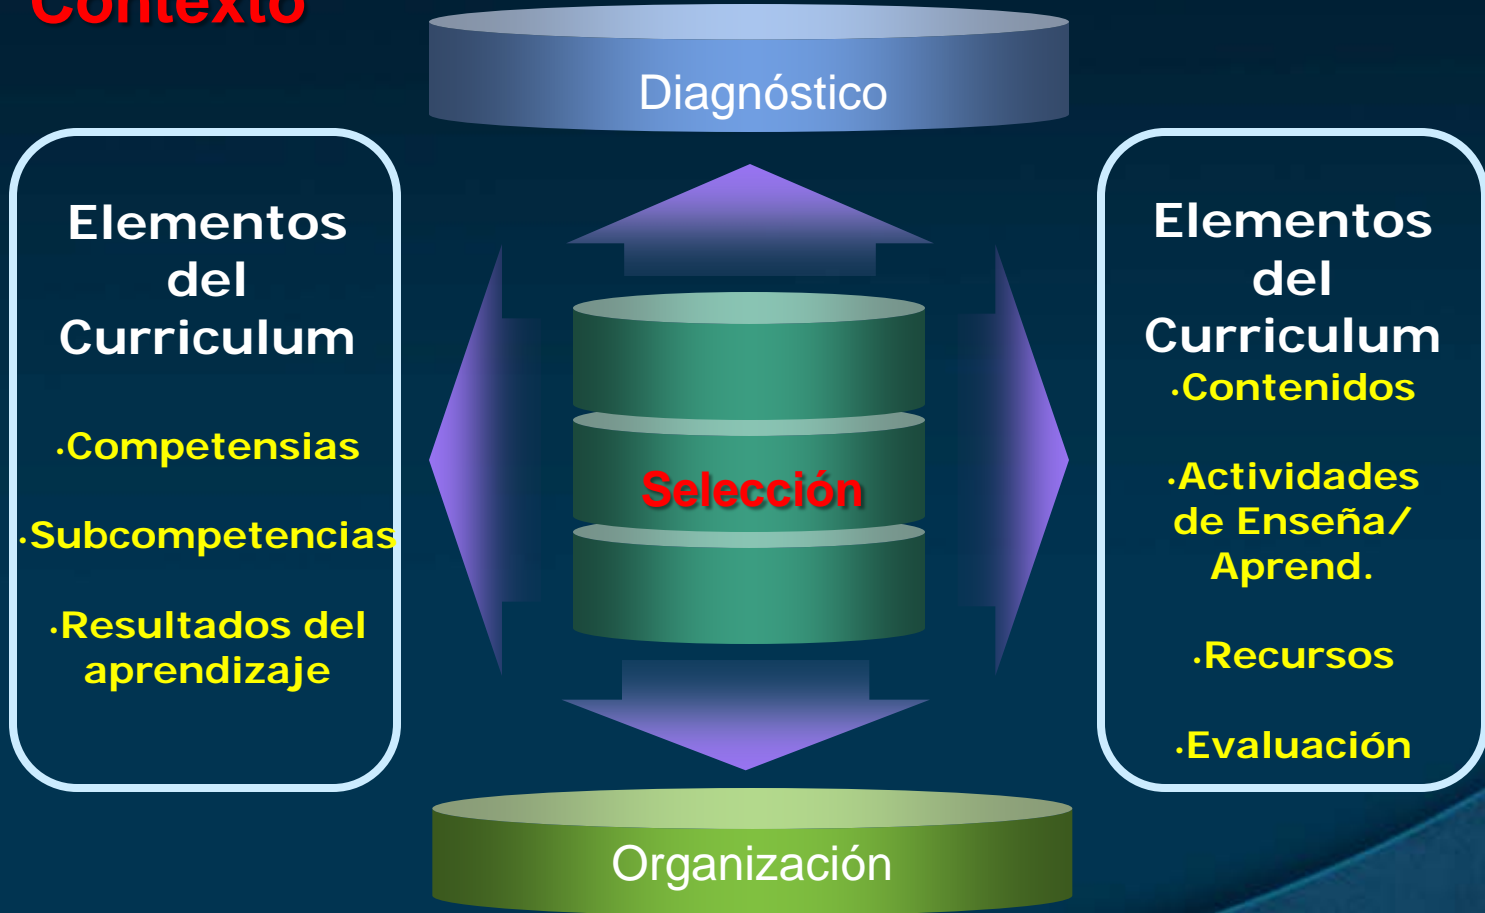 Contexto
Diagnóstico
Elementos
del
Curriculum
·Competensias
·Subcompetencias
·Resultados del
aprendizaje
Selección
Elementos
del
Curriculum
·Contenidos
·Actividades
de Enseña/
Aprend.
·Recursos
·Evaluación
Organización